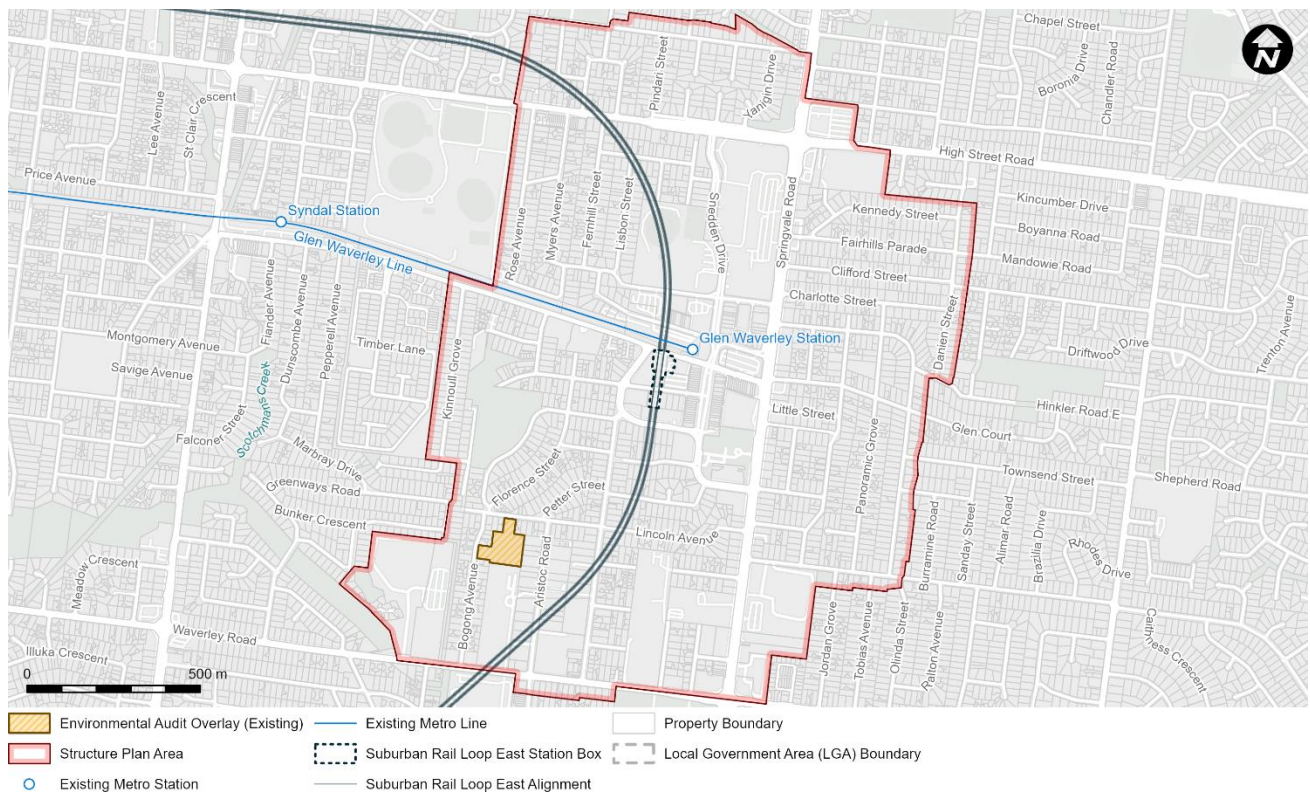 Chapel Street
N
Pindari Street
Yanigin Drive
Boronia Drive
Chandler Road
Lee Avenue
St Clair Crescent
High Street Road
Price Avenue
Kincumber Drive
Syndal Station
Glen Waverley Line
Rose Avenue
Myers Avenue
Fernhill Street
Lisbon Street
Snedden Drive
Springvale Road
Kennedy Street
Boyanna Road
Fairhills Parade
Mandowie Road
Clifford Street
Charlotte Street
Flander Avenue
Dunscombe Avenue
Pepperell Avenue
Montgomery Avenue
Timber Lane
Savige Avenue
Glen Waverley Station
Danien Street
Driftwood Drive
Trenton Avenue
Kinnoull Grove
Little Street
Hinkler Road E
Falconer Street
Scotchmans Creek
Marbray Drive
Glen Court
Panoramic Grove
Townsend Street
Shepherd Road
Greenways Road
Florence Street
Petter Street
Bunker Crescent
Lincoln Avenue
Burramine Road
Sanday Street
Alimar Road
Brazilia Drive
Rhodes Drive
Meadow Crescent
Bogong Avenue
Aristoc Road
Waverley Road
Illuka Crescent
Jordan Grove
Tobias Avenue
Olinda Street
Ralton Avenue
Caithness Crescent
0 500 m
Environmental Audit Overlay (Existing) Existing Metro Line Property Boundary
Structure Plan Area Suburban Rail Loop East Station Box Local Government Area (LGA) Boundary
Existing Metro Station Suburban Rail Loop East Alignment